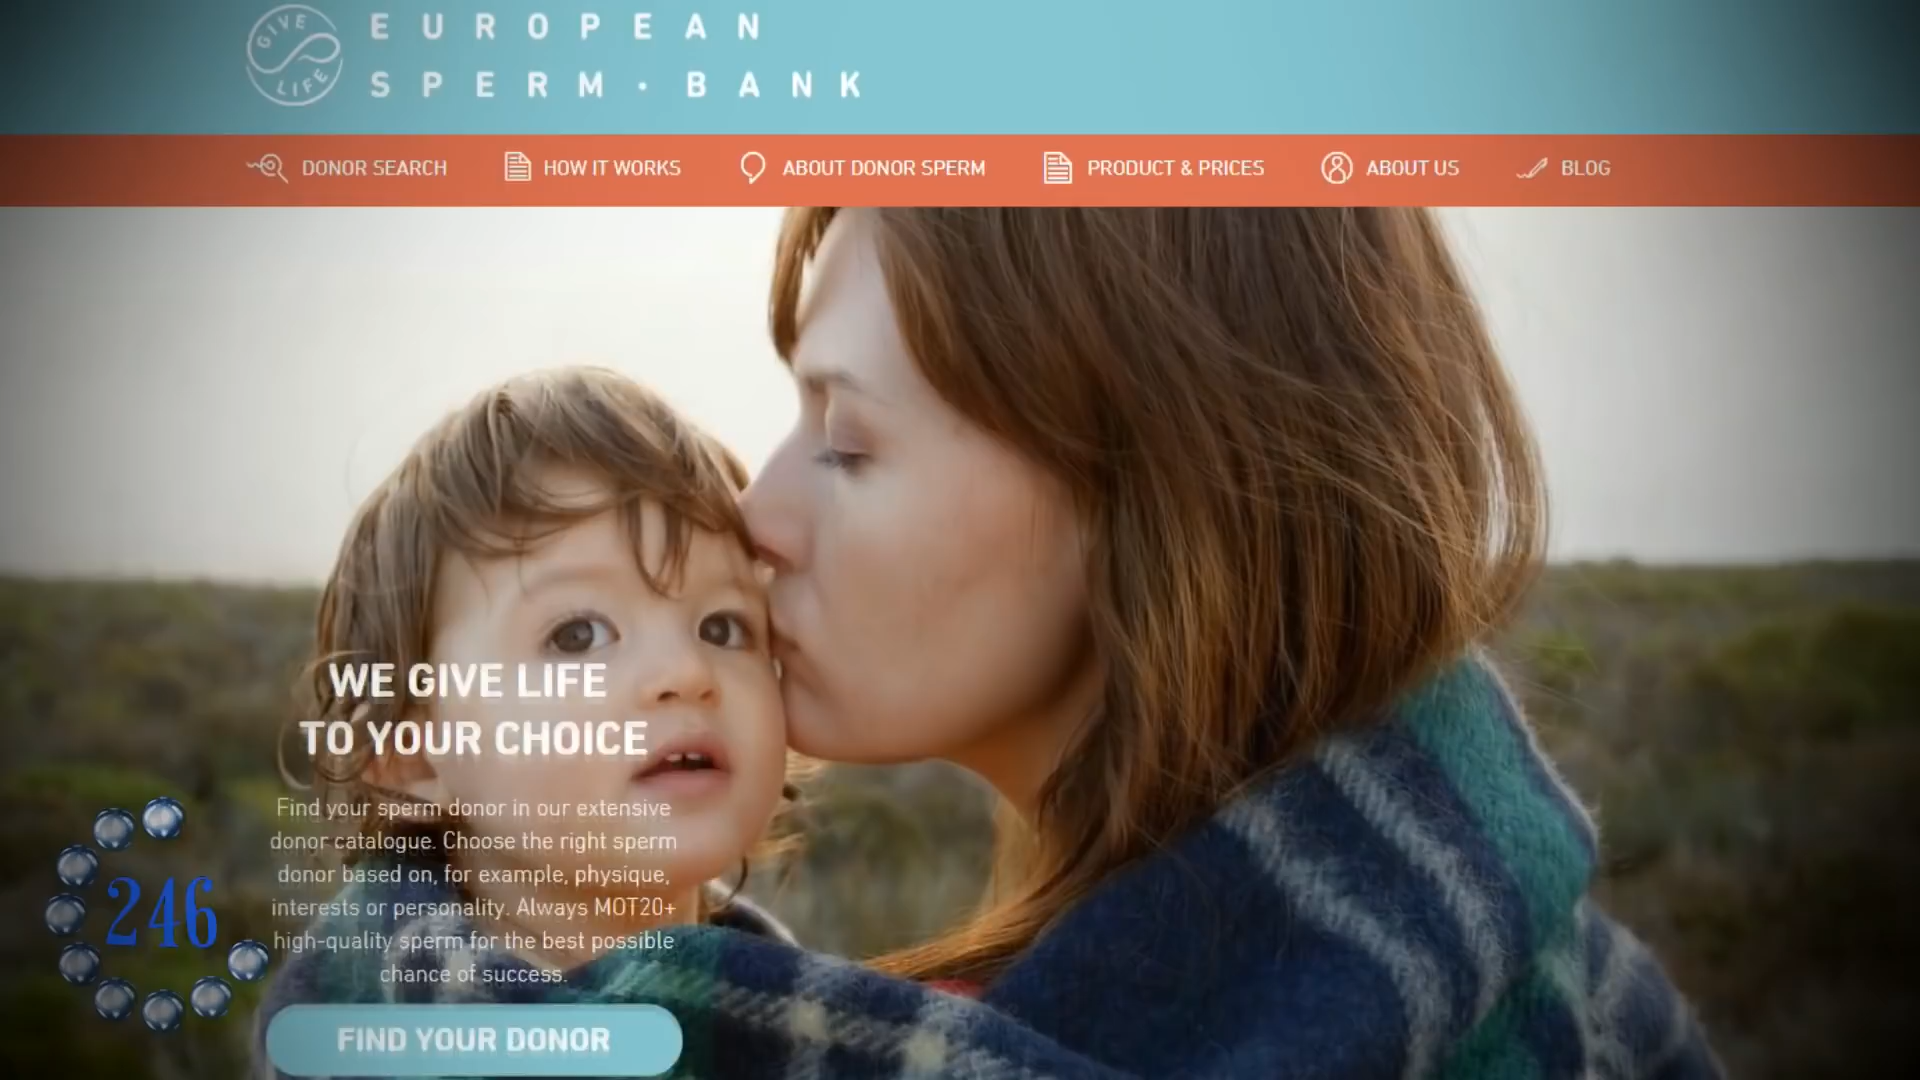 GIVE
LIFE
EUROPEAN
SPERM · BANK
DONOR SEARCH
HOW IT WORKS
ABOUT DONOR SPERM
PRODUCT & PRICES
ABOUT US
BLOG
WE GIVE LIFE
TO YOUR CHOICE
Find your sperm donor in our extensive
donor catalogue. Choose the right sperm
donor based on, for example, physique,
interests or personality. Always MOT20+
high-quality sperm for the best possible
chance of success.
246
FIND YOUR DONOR